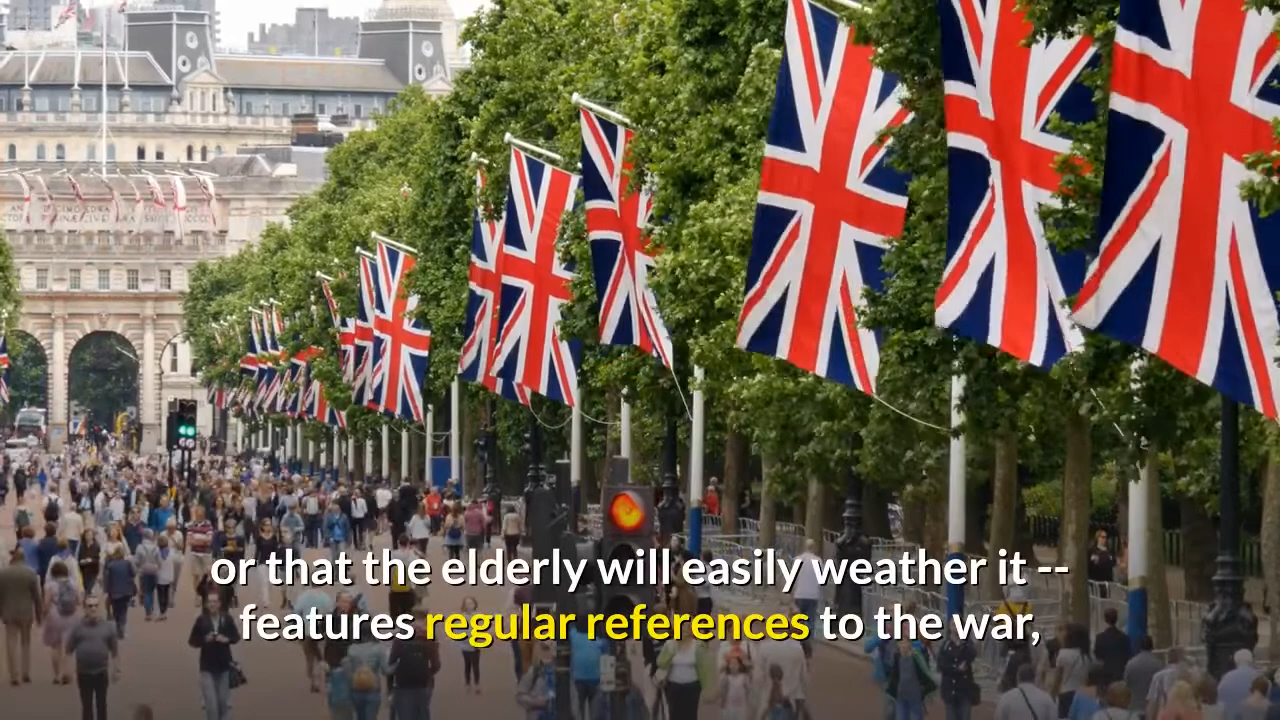 or that the elderly will easily weather it --
features regular references to the war,